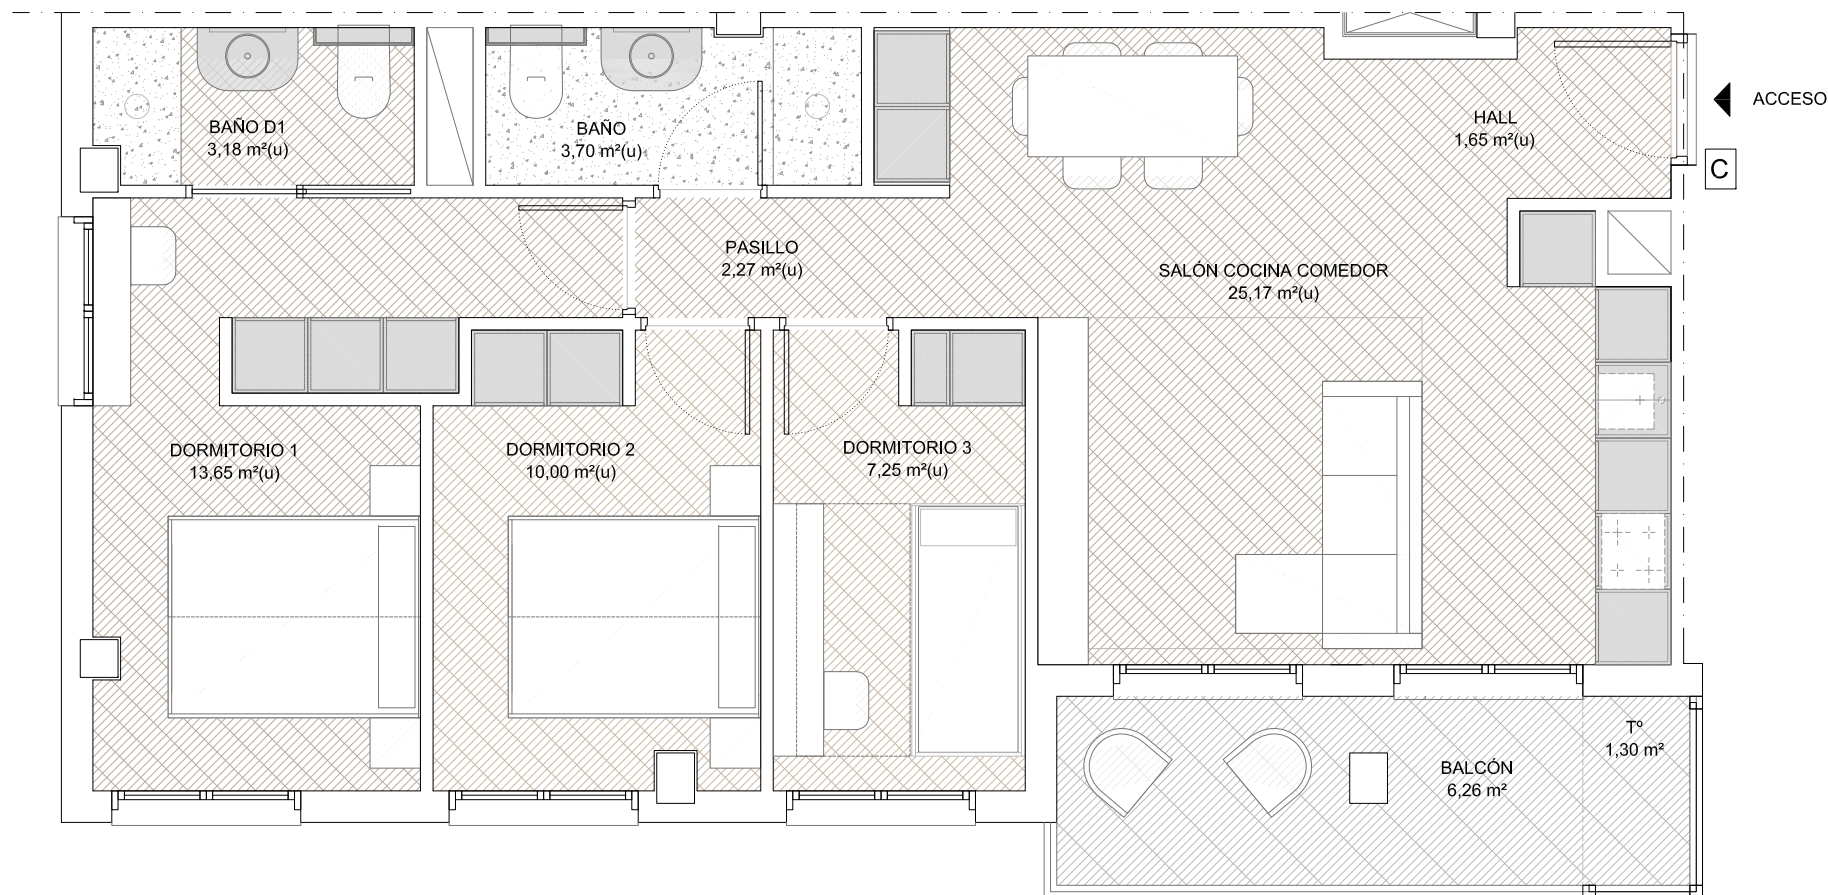 BAÑO D1
3,18 m²(u)
BAÑO
3,70 m²(u)
HALL
1,65 m²(u)
ACCESO
C
PASILLO
2,27 m²(u)
SALÓN COCINA COMEDOR
25,17 m²(u)
DORMITORIO 1
13,65 m²(u)
DORMITORIO 2
10,00 m²(u)
DORMITORIO 3
7,25 m²(u)
Tº
1,30 m²
BALCÓN
6,26 m²